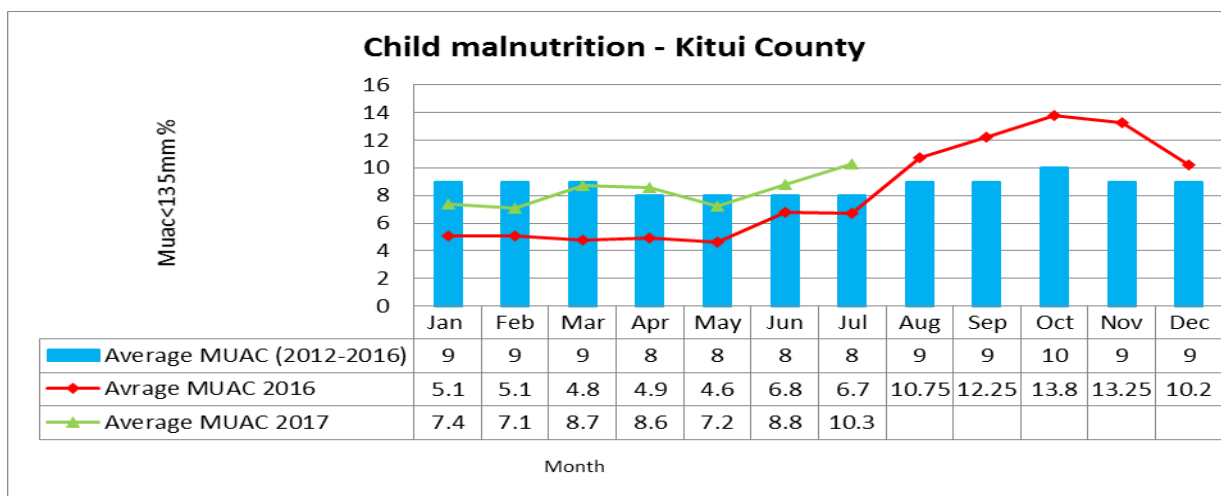 Child malnutrition - Kitui County
Muac<135mm%
16
14
12
10
8
6
4
2
0
Jan Feb Mar Apr May Jun Jul Aug Sep Oct Nov Dec
Average MUAC (2012-2016) 9 9 9 8 8 8 8 9 9 10 9 9
Avrage MUAC 2016 5.1 5.1 4.8 4.9 4.6 6.8 6.7 10.75 12.25 13.8 13.25 10.2
Average MUAC 2017 7.4 7.1 8.7 8.6 7.2 8.8 10.3
Month